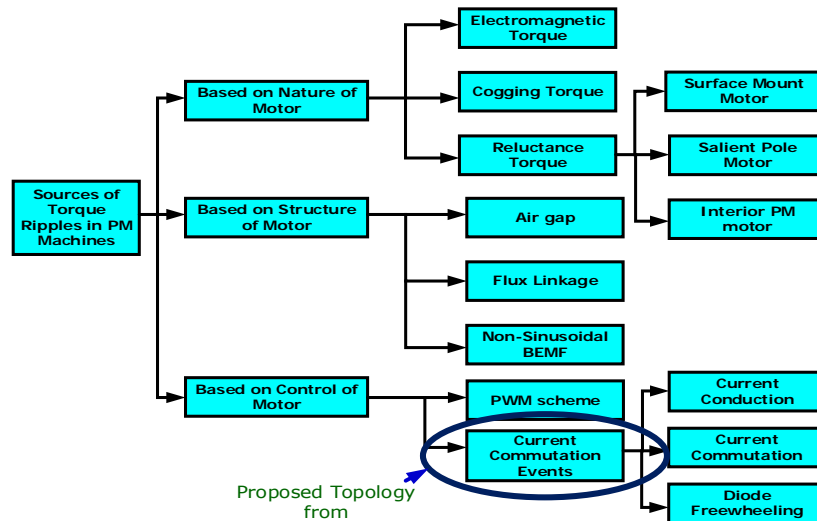 Electromagnetic
Torque
Based on Nature of
Motor
Cogging Torque
Surface Mount
Motor
Reluctance
Torque
Salient Pole
Motor
Sources of
Torque
Ripples in PM
Machines
Based on Structure
of Motor
Air gap
Interior PM
motor
Flux Linkage
Non-Sinusoidal
BEMF
Based on Control of
Motor
PWM scheme
Current
Conduction
Current
Commutation
Events
Current
Commutation
Proposed Topology
from
Diode
Freewheeling